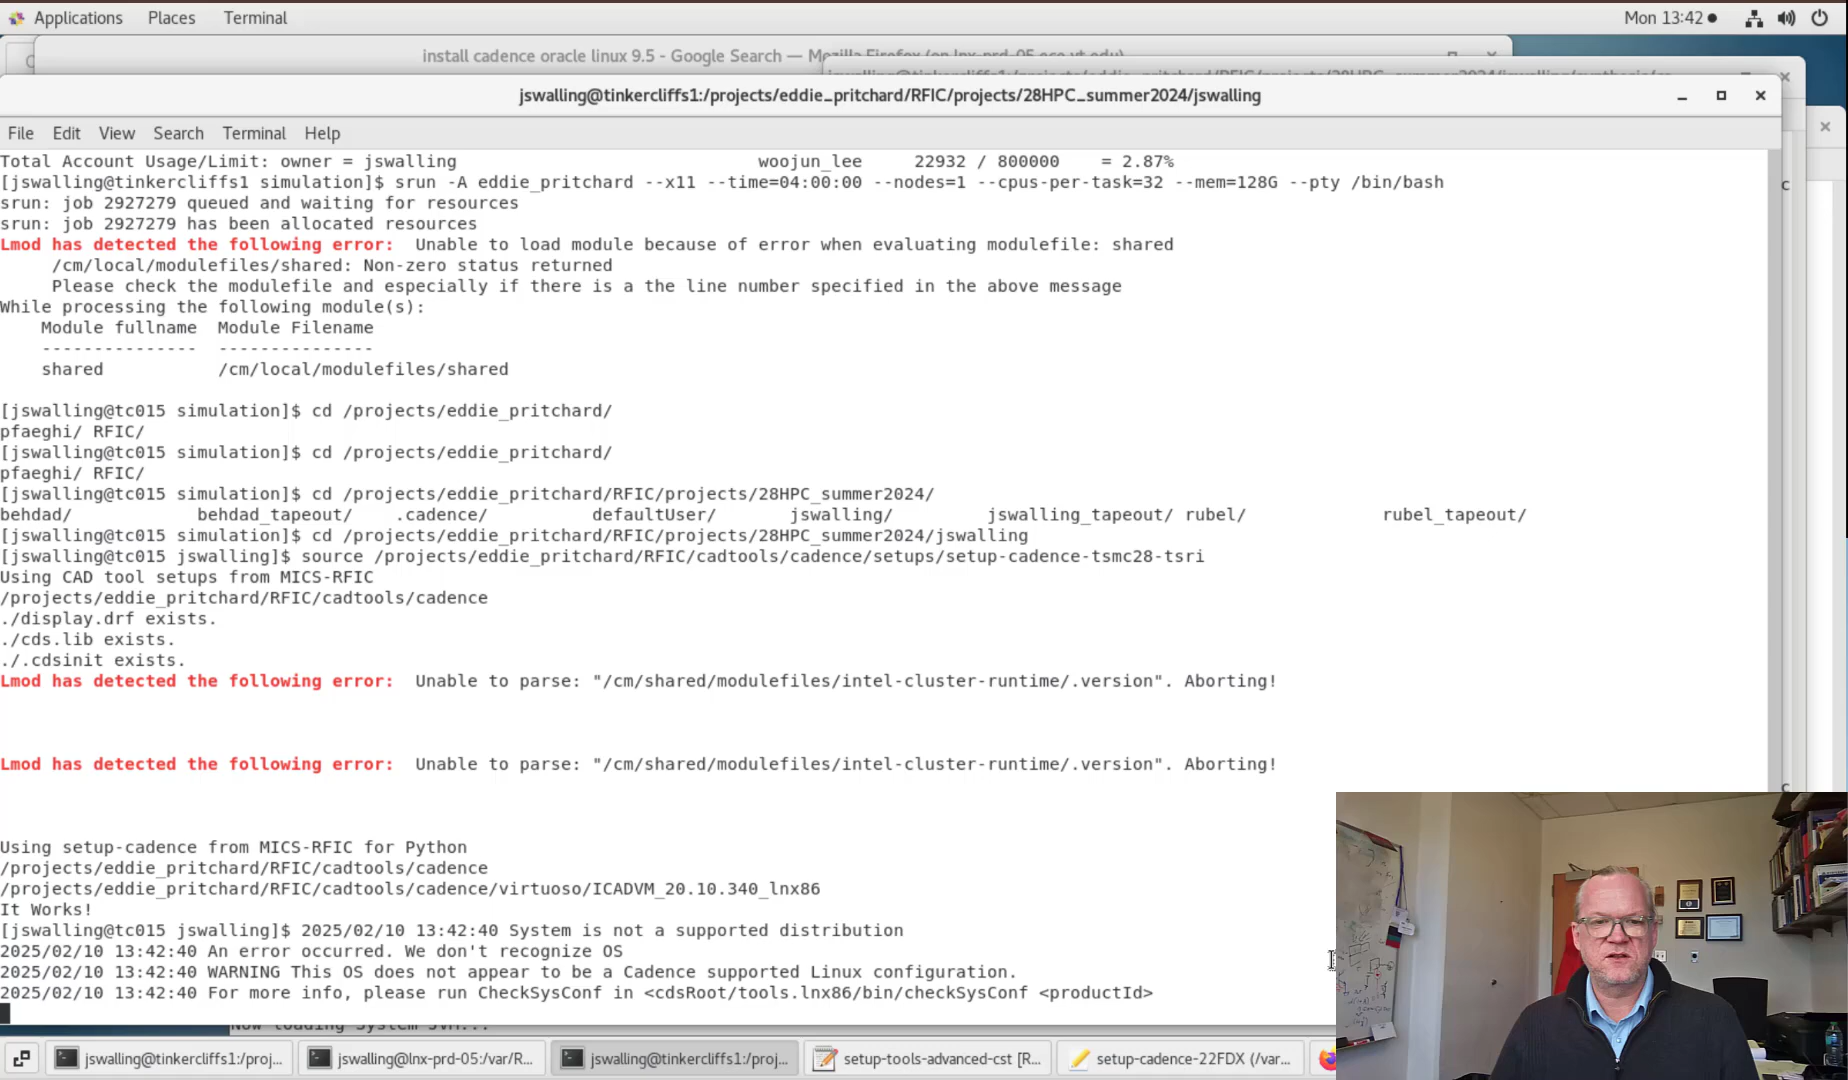 Applications Places Terminal Mon 13:42
install cadence oracle linux 9.5 - Google Search — Mozilla Firefox (on lnx-prd-05.ece.vt.edu)
jswalling@tinkercliffs1:/projects/eddie_pritchard/RFIC/projects/28HPC_summer2024/jswalling
File Edit View Search Terminal Help
Total Account Usage/Limit: owner = jswalling woojun_lee 22932 / 800000 = 2.87%
[jswalling@tinkercliffs1 simulation]$ srun -A eddie_pritchard --x11 --time=04:00:00 --nodes=1 --cpus-per-task=32 --mem=128G --pty /bin/bash
srun: job 2927279 queued and waiting for resources
srun: job 2927279 has been allocated resources
Lmod has detected the following error: Unable to load module because of error when evaluating modulefile: shared
/cm/local/modulefiles/shared: Non-zero status returned
Please check the modulefile and especially if there is a the line number specified in the above message
While processing the following module(s):
Module fullname Module Filename
--------------- ---------------
shared /cm/local/modulefiles/shared
[jswalling@tc015 simulation]$ cd /projects/eddie_pritchard/
pfaeghi/ RFIC/
[jswalling@tc015 simulation]$ cd /projects/eddie_pritchard/
pfaeghi/ RFIC/
[jswalling@tc015 simulation]$ cd /projects/eddie_pritchard/RFIC/projects/28HPC_summer2024/
behdad/ behdad_tapeout/ .cadence/ defaultUser/ jswalling/ jswalling_tapeout/ rubel/ rubel_tapeout/
[jswalling@tc015 simulation]$ cd /projects/eddie_pritchard/RFIC/projects/28HPC_summer2024/jswalling
[jswalling@tc015 jswalling]$ source /projects/eddie_pritchard/RFIC/cadtools/cadence/setups/setup-cadence-tsmc28-tsri
Using CAD tool setups from MICS-RFIC
/projects/eddie_pritchard/RFIC/cadtools/cadence
./display.drf exists.
./cds.lib exists.
./.cdsinit exists.
Lmod has detected the following error: Unable to parse: "/cm/shared/modulefiles/intel-cluster-runtime/.version". Aborting!
Lmod has detected the following error: Unable to parse: "/cm/shared/modulefiles/intel-cluster-runtime/.version". Aborting!
Using setup-cadence from MICS-RFIC for Python
/projects/eddie_pritchard/RFIC/cadtools/cadence
/projects/eddie_pritchard/RFIC/cadtools/cadence/virtuoso/ICADVM_20.10.340_lnx86
It Works!
[jswalling@tc015 jswalling]$ 2025/02/10 13:42:40 System is not a supported distribution
2025/02/10 13:42:40 An error occurred. We don't recognize OS
2025/02/10 13:42:40 WARNING This OS does not appear to be a Cadence supported Linux configuration.
2025/02/10 13:42:40 For more info, please run CheckSysConf in <cdsRoot/tools.lnx86/bin/checkSysConf <productId>
Now loading System SVM...
jswalling@tinkercliffs1:/proj... jswalling@lnx-prd-05:/var/R... jswalling@tinkercliffs1:/proj... setup-tools-advanced-cst [R... setup-cadence-22FDX (/var...